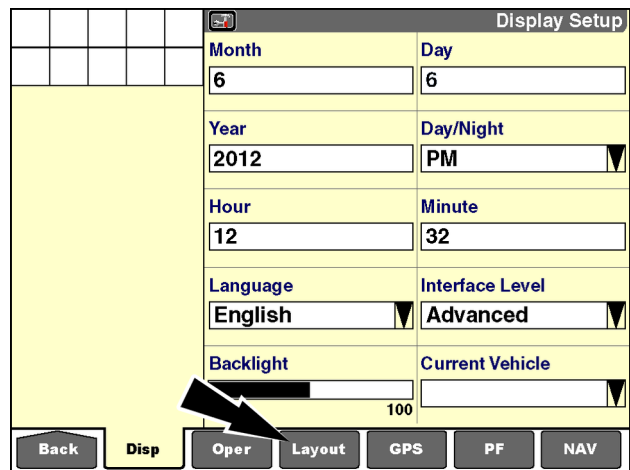 Display Setup
Month Day
6 6
Year Day/Night
2012 PM
Hour Minute
12 32
Language Interface Level
English Advanced
Backlight Current Vehicle
100
Back Disp Oper Layout GPS PF NAV